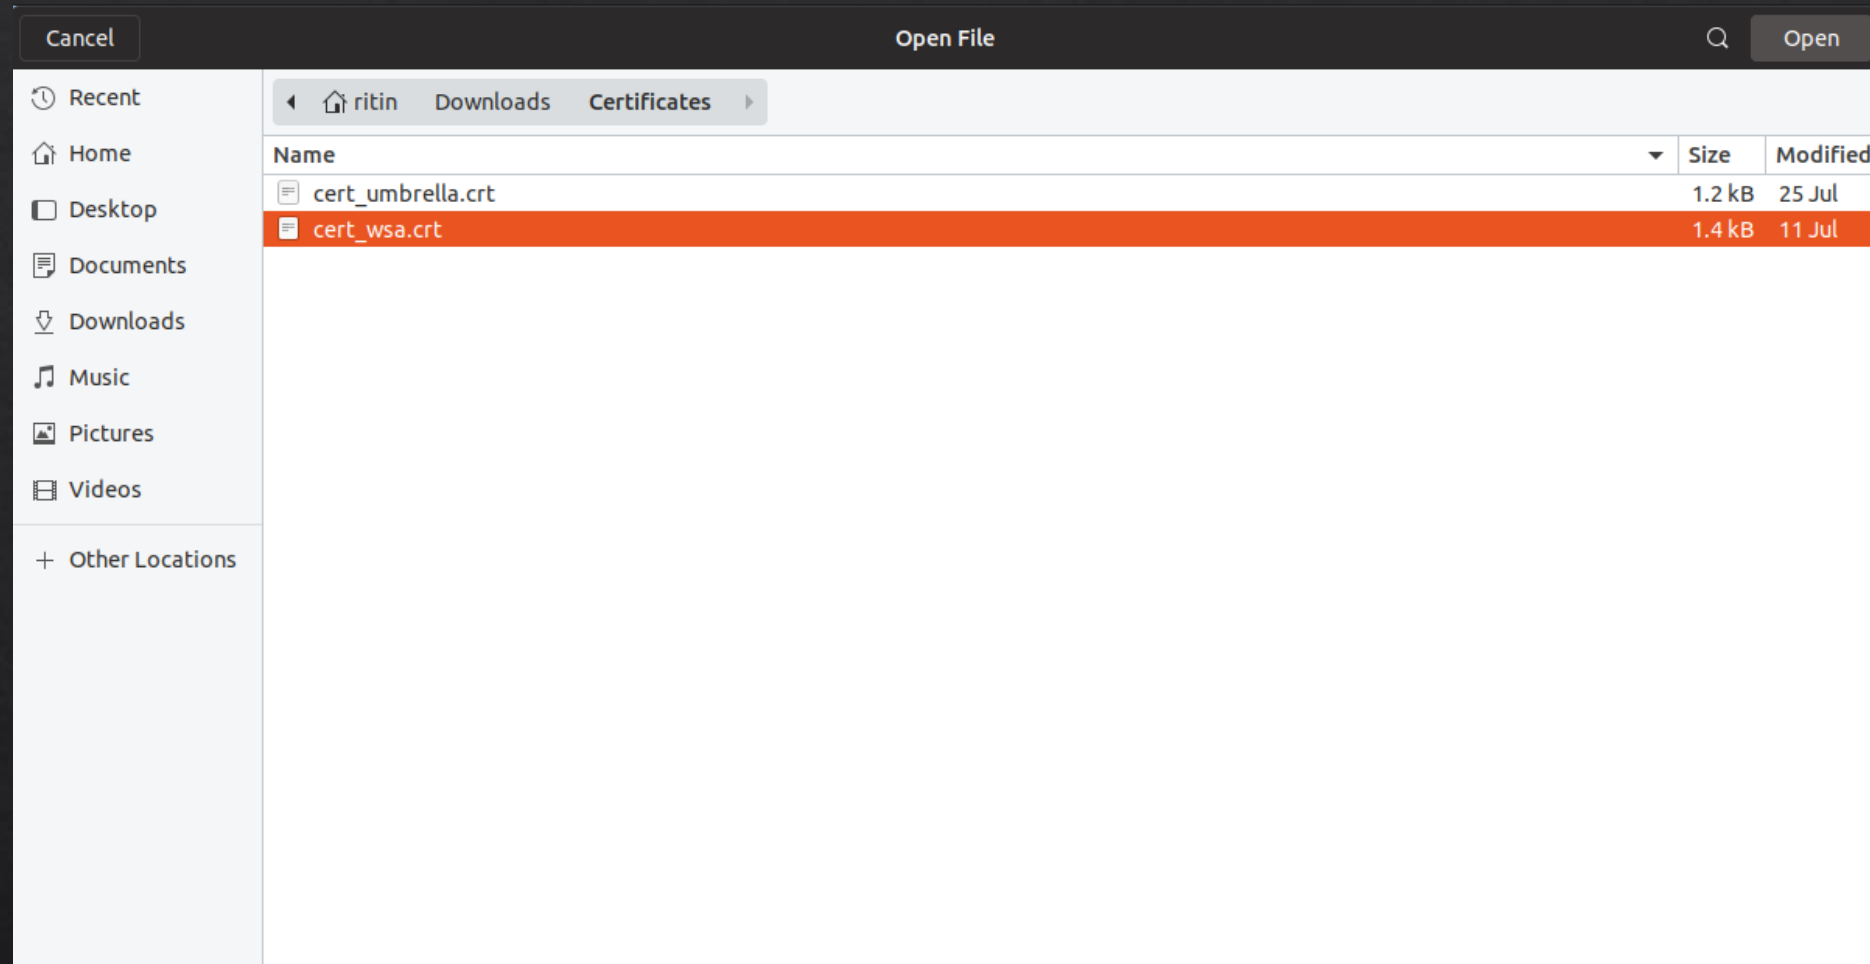 Cancel Open File Open
Recent
Home
Desktop
Documents
Downloads
Music
Pictures
Videos
Other Locations
ritin Downloads Certificates
Name Size Modified
cert_umbrella.crt 1.2 kB 25 Jul
cert_wsa.crt 1.4 kB 11 Jul